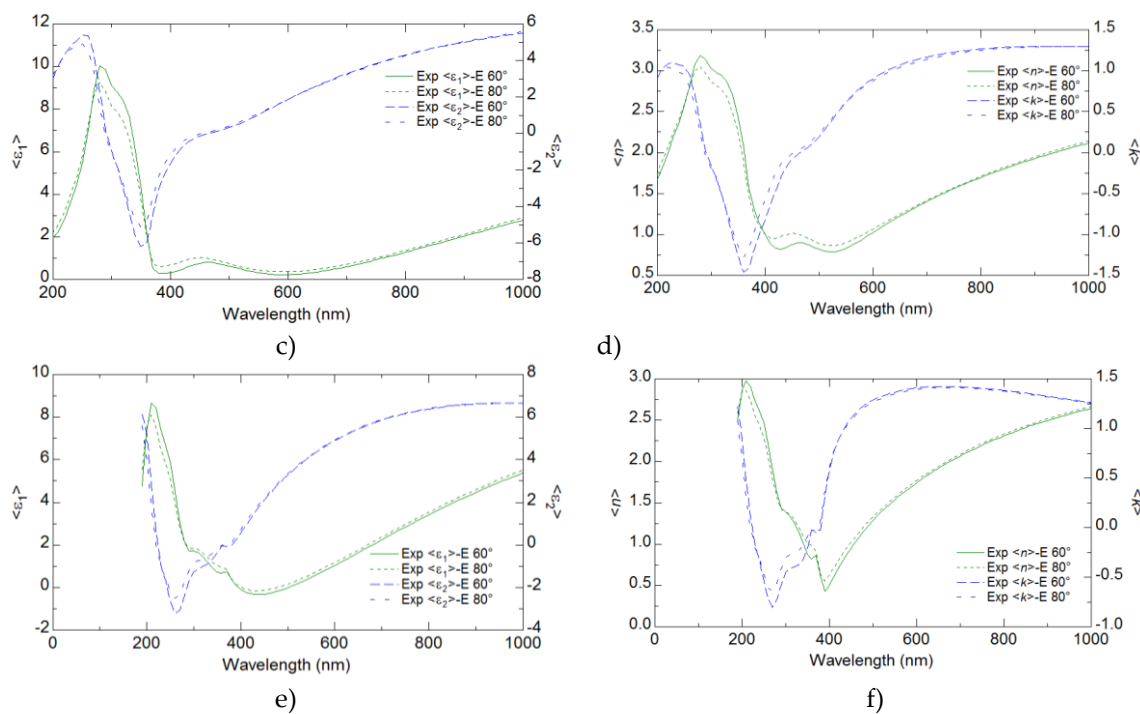 12
10
8
6
4
2
0
<ε1>
6
4
2
0
-2
-4
-6
-8
<ε2>
Exp <ε1>-E 60°
Exp <ε1>-E 80°
Exp <ε2>-E 60°
Exp <ε2>-E 80°
200 400 600 800 1000
Wavelength (nm)
c)
3.5
3.0
2.5
2.0
1.5
1.0
0.5
<n>
1.5
1.0
0.5
0.0
-0.5
-1.0
-1.5
<k>
Exp <n>-E 60°
Exp <n>-E 80°
Exp <k>-E 60°
Exp <k>-E 80°
200 400 600 800 1000
Wavelength (nm)
d)
10
8
6
4
2
0
-2
<ε1>
8
6
4
2
0
-2
-4
<ε2>
Exp <ε1>-E 60°
Exp <ε1>-E 80°
Exp <ε2>-E 60°
Exp <ε2>-E 80°
0 200 400 600 800 1000
Wavelength (nm)
e)
3.0
2.5
2.0
1.5
1.0
0.5
0.0
<n>
1.5
1.0
0.5
0.0
-0.5
-1.0
<k>
Exp <n>-E 60°
Exp <n>-E 80°
Exp <k>-E 60°
Exp <k>-E 80°
0 200 400 600 800 1000
Wavelength (nm)
f)